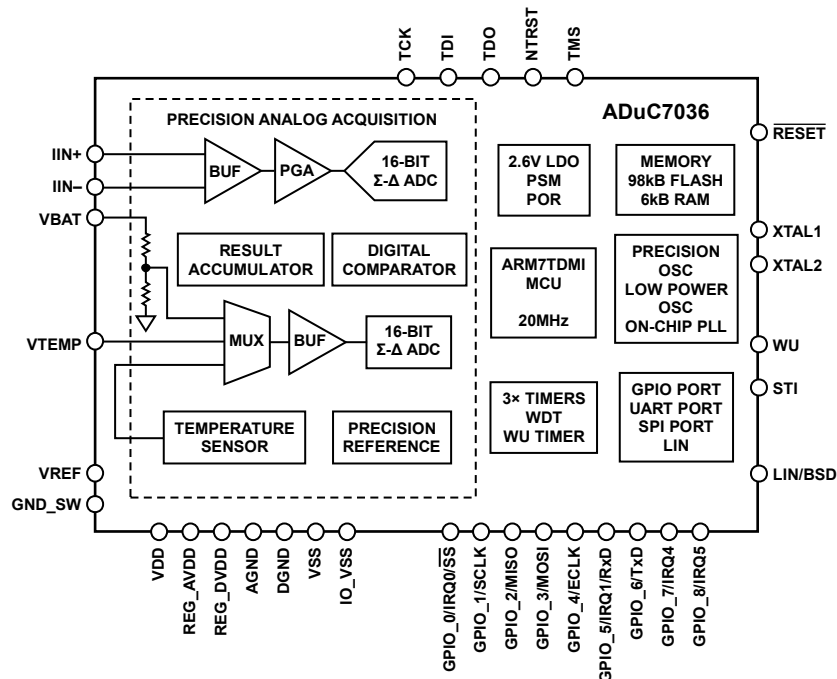 TCK
TDI
TDO
NTRST
TMS
PRECISION ANALOG ACQUISITION
ADuC7036
RESET
IIN+
IIN–
VBAT
VTEMP
VREF
GND_SW
BUF
PGA
16-BIT
Σ-Δ ADC
2.6V LDO
PSM
POR
MEMORY
98kB FLASH
6kB RAM
XTAL1
XTAL2
RESULT
ACCUMULATOR
DIGITAL
COMPARATOR
ARM7TDMI
MCU
20MHz
PRECISION
OSC
LOW POWER
OSC
ON-CHIP PLL
MUX
BUF
16-BIT
Σ-Δ ADC
WU
STI
TEMPERATURE
SENSOR
PRECISION
REFERENCE
3× TIMERS
WDT
WU TIMER
GPIO PORT
UART PORT
SPI PORT
LIN
LIN/BSD
VDD
REG_AVDD
REG_DVDD
AGND
DGND
VSS
IO_VSS
GPIO_0/IRQ0/SS
GPIO_1/SCLK
GPIO_2/MISO
GPIO_3/MOSI
GPIO_4/ECLK
GPIO_5/IRQ1/RxD
GPIO_6/TxD
GPIO_7/IRQ4
GPIO_8/IRQ5